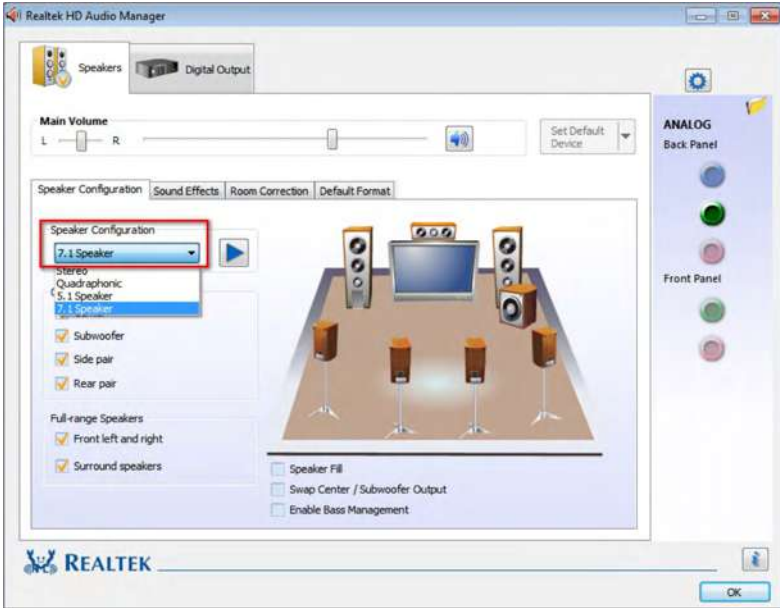 Realtek HD Audio Manager
Speakers
Digital Output
Main Volume
L
R
Set Default
Device
ANALOG
Back Panel
Speaker Configuration
Sound Effects
Room Correction
Default Format
Speaker Configuration
7.1 Speaker
Stereo
Quadraphonic
5.1 Speaker
7.1 Speaker
Subwoofer
Side pair
Rear pair
Front Panel
Full-range Speakers
Front left and right
Surround speakers
Speaker Fill
Swap Center / Subwoofer Output
Enable Bass Management
REALTEK
OK